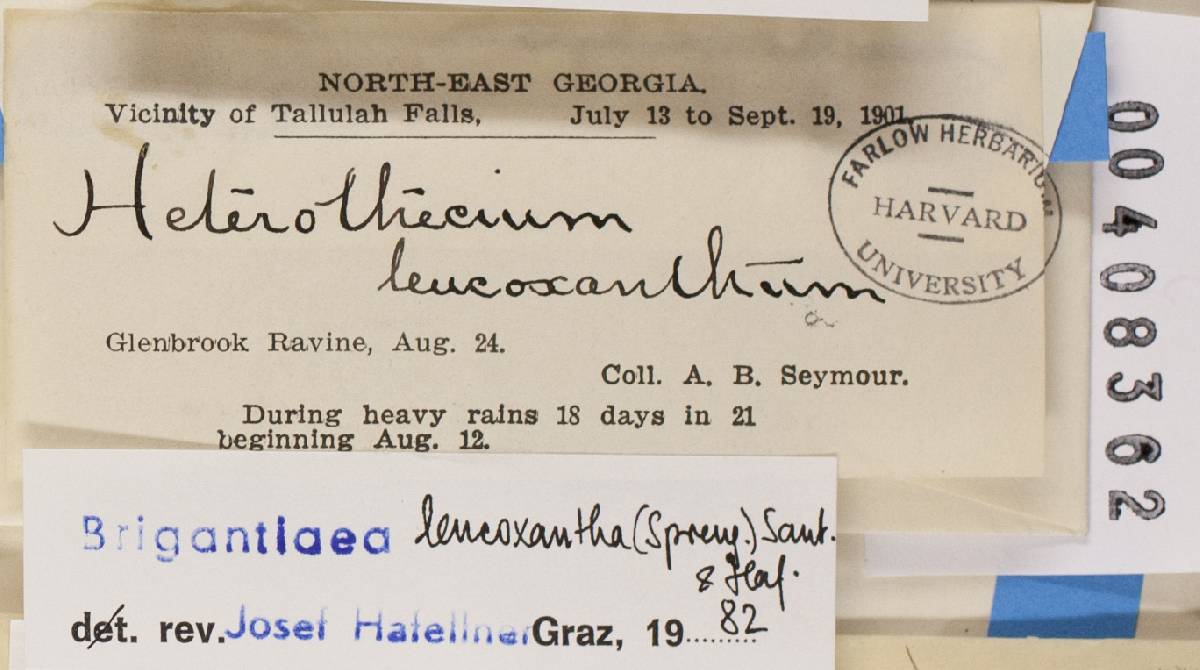 NORTH-EAST GEORGIA.
Vicinity of Tallulah Falls, July 13 to Sept. 19, 1901.
Heterothecium
leucoxanthum
FARLOW HERBARIUM
HARVARD
UNIVERSITY
Glenbrook Ravine, Aug. 24.
Coll. A. B. Seymour.
During heavy rains 18 days in 21
beginning Aug. 12.
Brigantiaea leucoxantha (Spreng.) Sant.
& Haf.
det. rev. Josef Hafellner Graz, 19 82
00408362